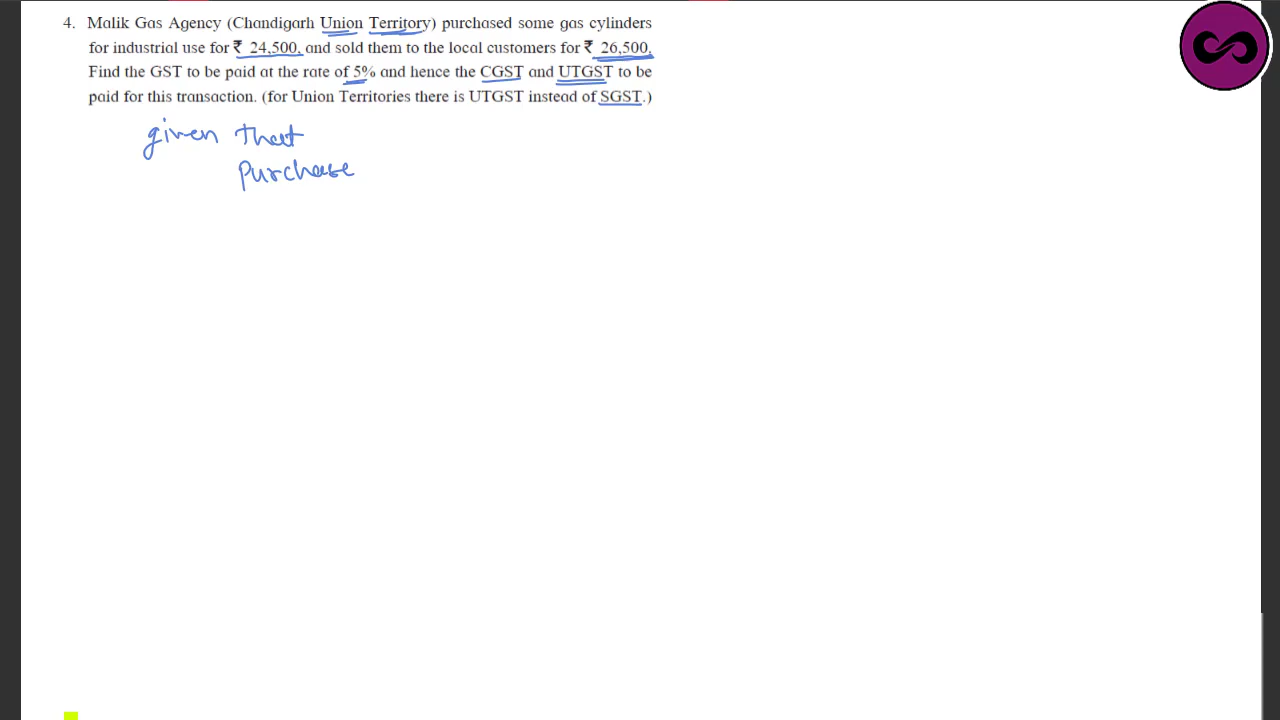 4. Malik Gas Agency (Chandigarh Union Territory) purchased some gas cylinders
for industrial use for ₹ 24,500, and sold them to the local customers for ₹ 26,500.
Find the GST to be paid at the rate of 5% and hence the CGST and UTGST to be
paid for this transaction. (for Union Territories there is UTGST instead of SGST.)
given that
purchase